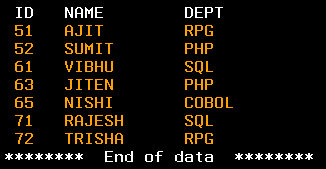 ID NAME DEPT
51 AJIT RPG
52 SUMIT PHP
61 VIBHU SQL
63 JITEN PHP
65 NISHI COBOL
71 RAJESH SQL
72 TRISHA RPG
******** End of data ********